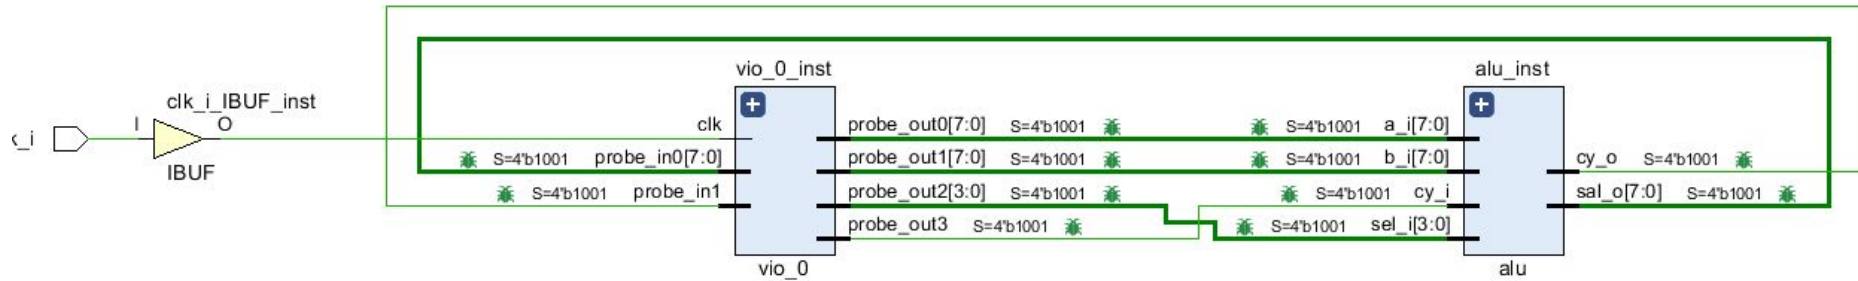 vio_0_inst
alu_inst
clk_i_IBUF_inst
I
O
clk
probe_out0[7:0]
S=4'b1001
S=4'b1001
a_i[7:0]
k_i
IBUF
S=4'b1001
probe_in0[7:0]
probe_out1[7:0]
S=4'b1001
S=4'b1001
b_i[7:0]
cy_o
S=4'b1001
S=4'b1001
probe_in1
probe_out2[3:0]
S=4'b1001
S=4'b1001
cy_i
sal_o[7:0]
S=4'b1001
probe_out3
S=4'b1001
S=4'b1001
sel_i[3:0]
vio_0
alu